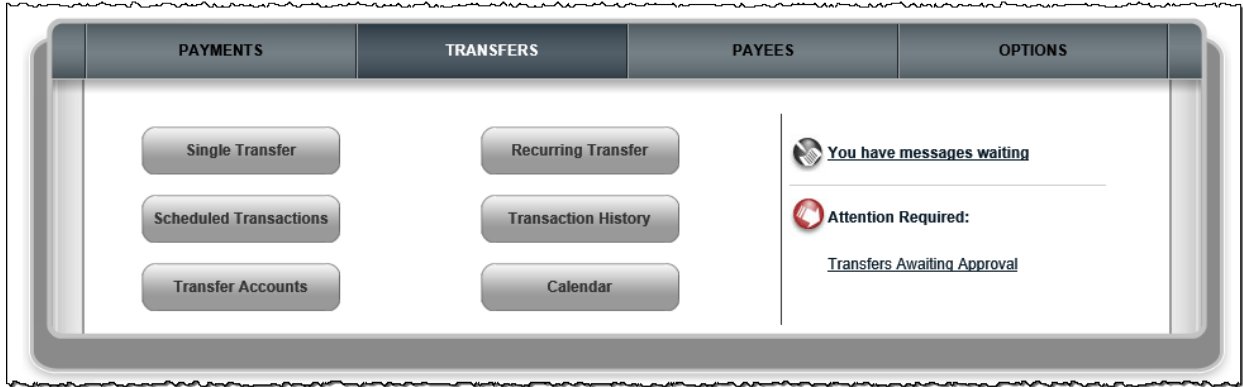 PAYMENTS
TRANSFERS
PAYEES
OPTIONS
Single Transfer
Recurring Transfer
Scheduled Transactions
Transaction History
Transfer Accounts
Calendar
You have messages waiting
Attention Required:
Transfers Awaiting Approval